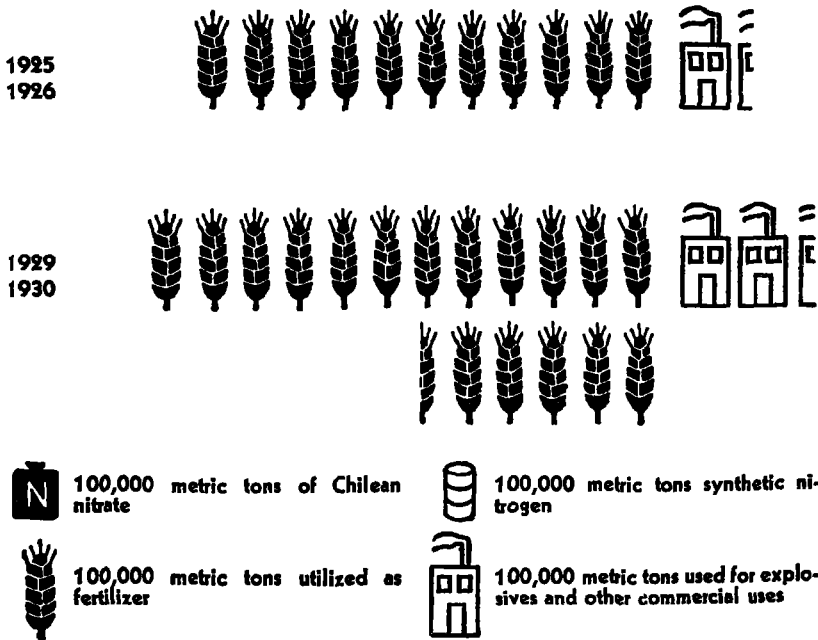 1925
1926
1929
1930
N
100,000 metric tons of Chilean
nitrate
100,000 metric tons synthetic ni-
trogen
100,000 metric tons utilized as
fertilizer
100,000 metric tons used for explo-
sives and other commercial uses